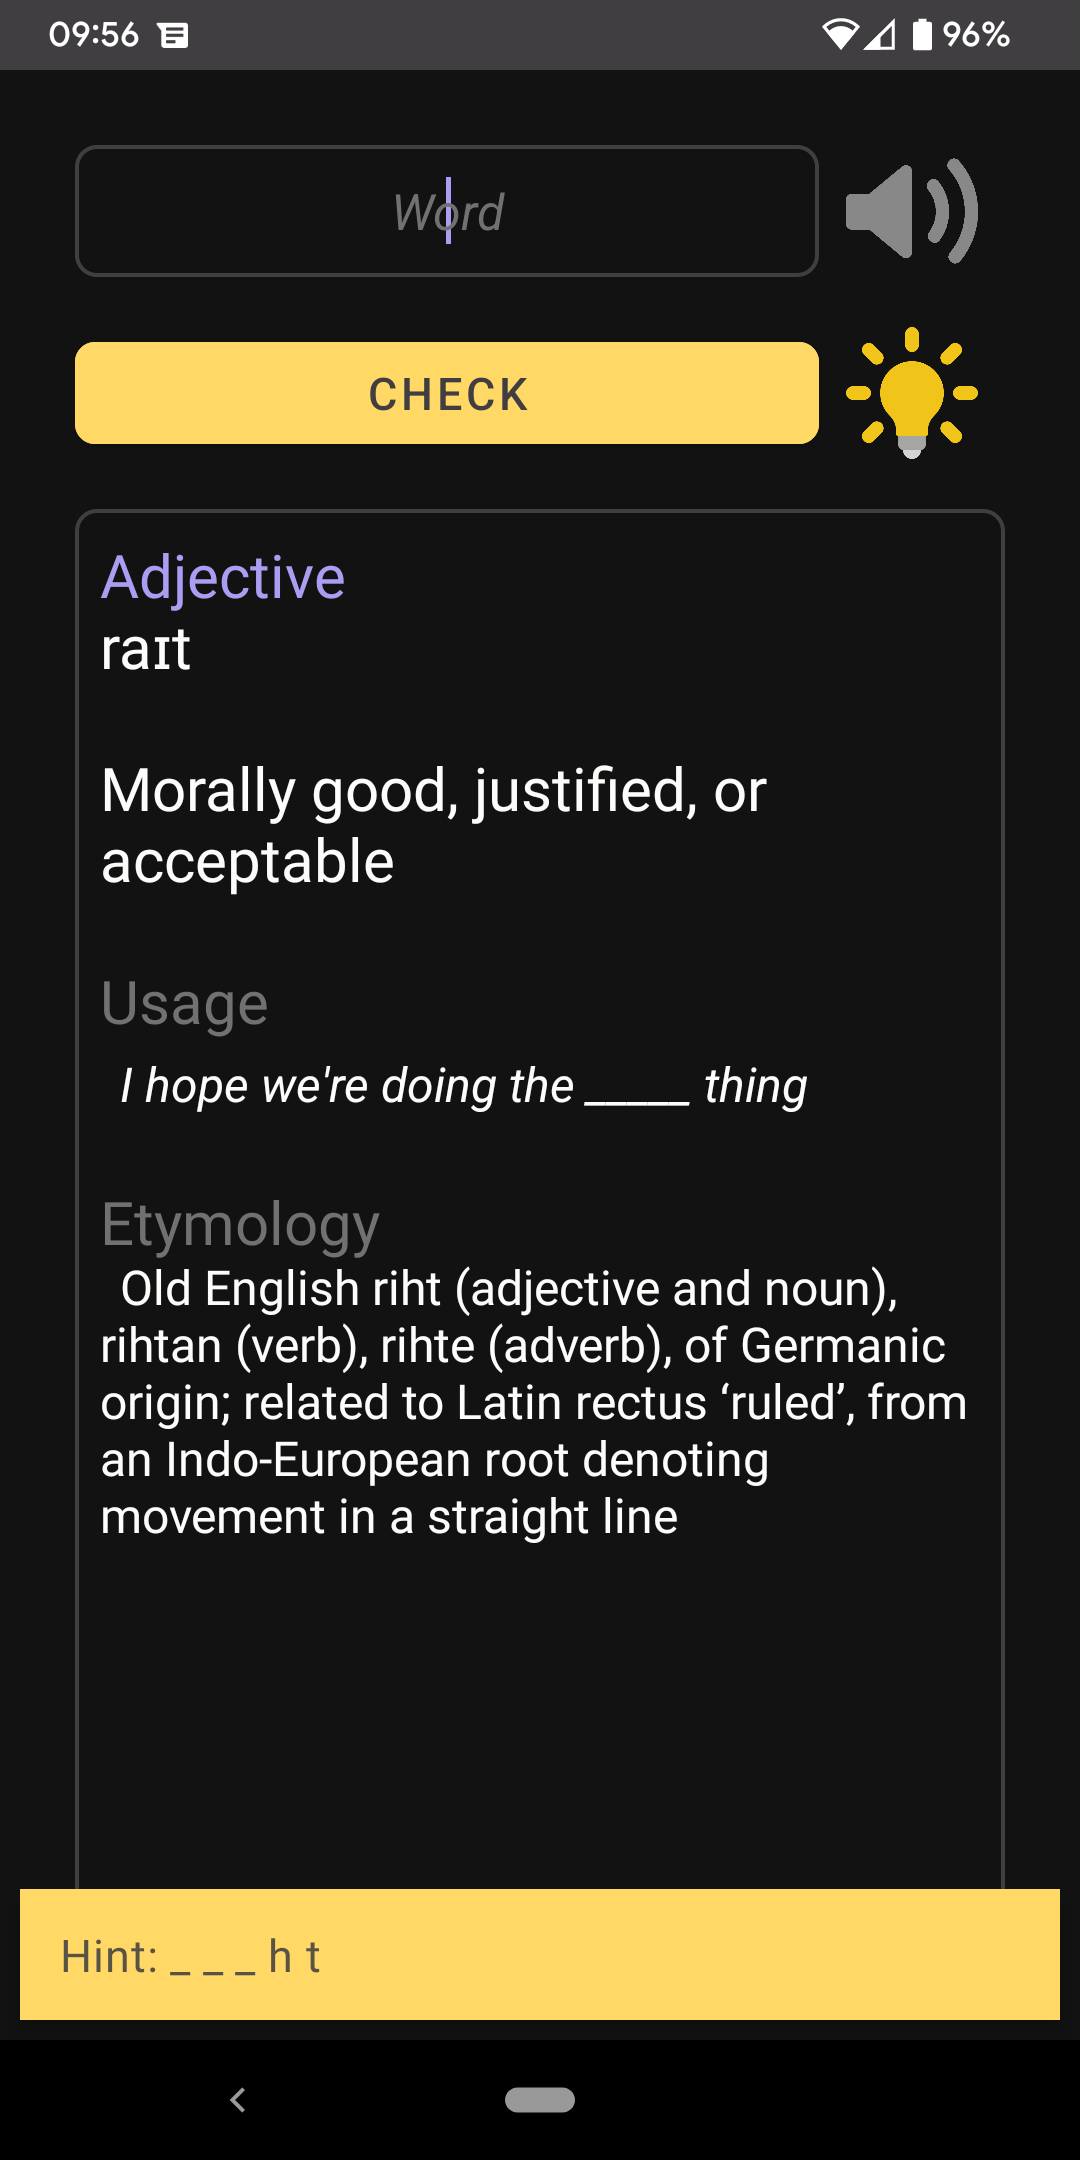 09:56
96%
Word
CHECK
Adjective
raɪt
Morally good, justified, or
acceptable
Usage
I hope we're doing the _____ thing
Etymology
Old English riht (adjective and noun),
rihtan (verb), rihte (adverb), of Germanic
origin; related to Latin rectus ‘ruled’, from
an Indo-European root denoting
movement in a straight line
Hint: _ _ _ h t